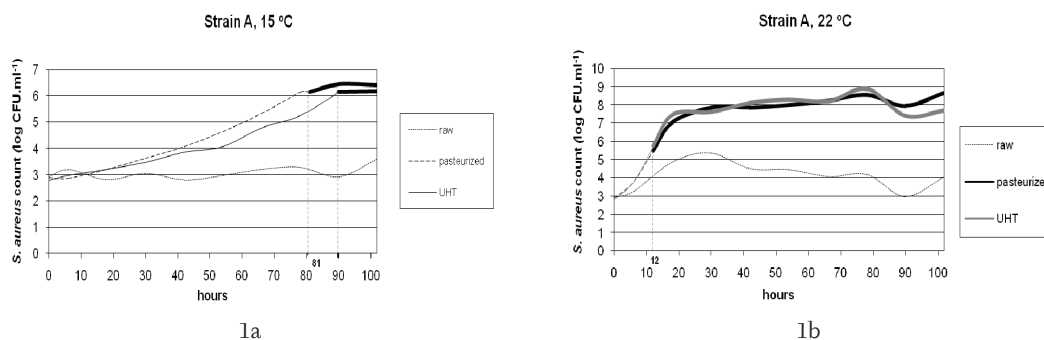 Strain A, 15 ºC
S. aureus count (log CFU.ml-1)
7
6
5
4
3
2
1
0
0 10 20 30 40 50 60 70 80 81 90 100
hours
raw
pasteurized
UHT
1a
Strain A, 22 ºC
S. aureus count (log CFU.ml-1)
10
9
8
7
6
5
4
3
2
1
0
0 10 12 20 30 40 50 60 70 80 90 100
hours
raw
pasteurize
UHT
1b